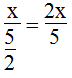 x / (5/2) = 2x/5